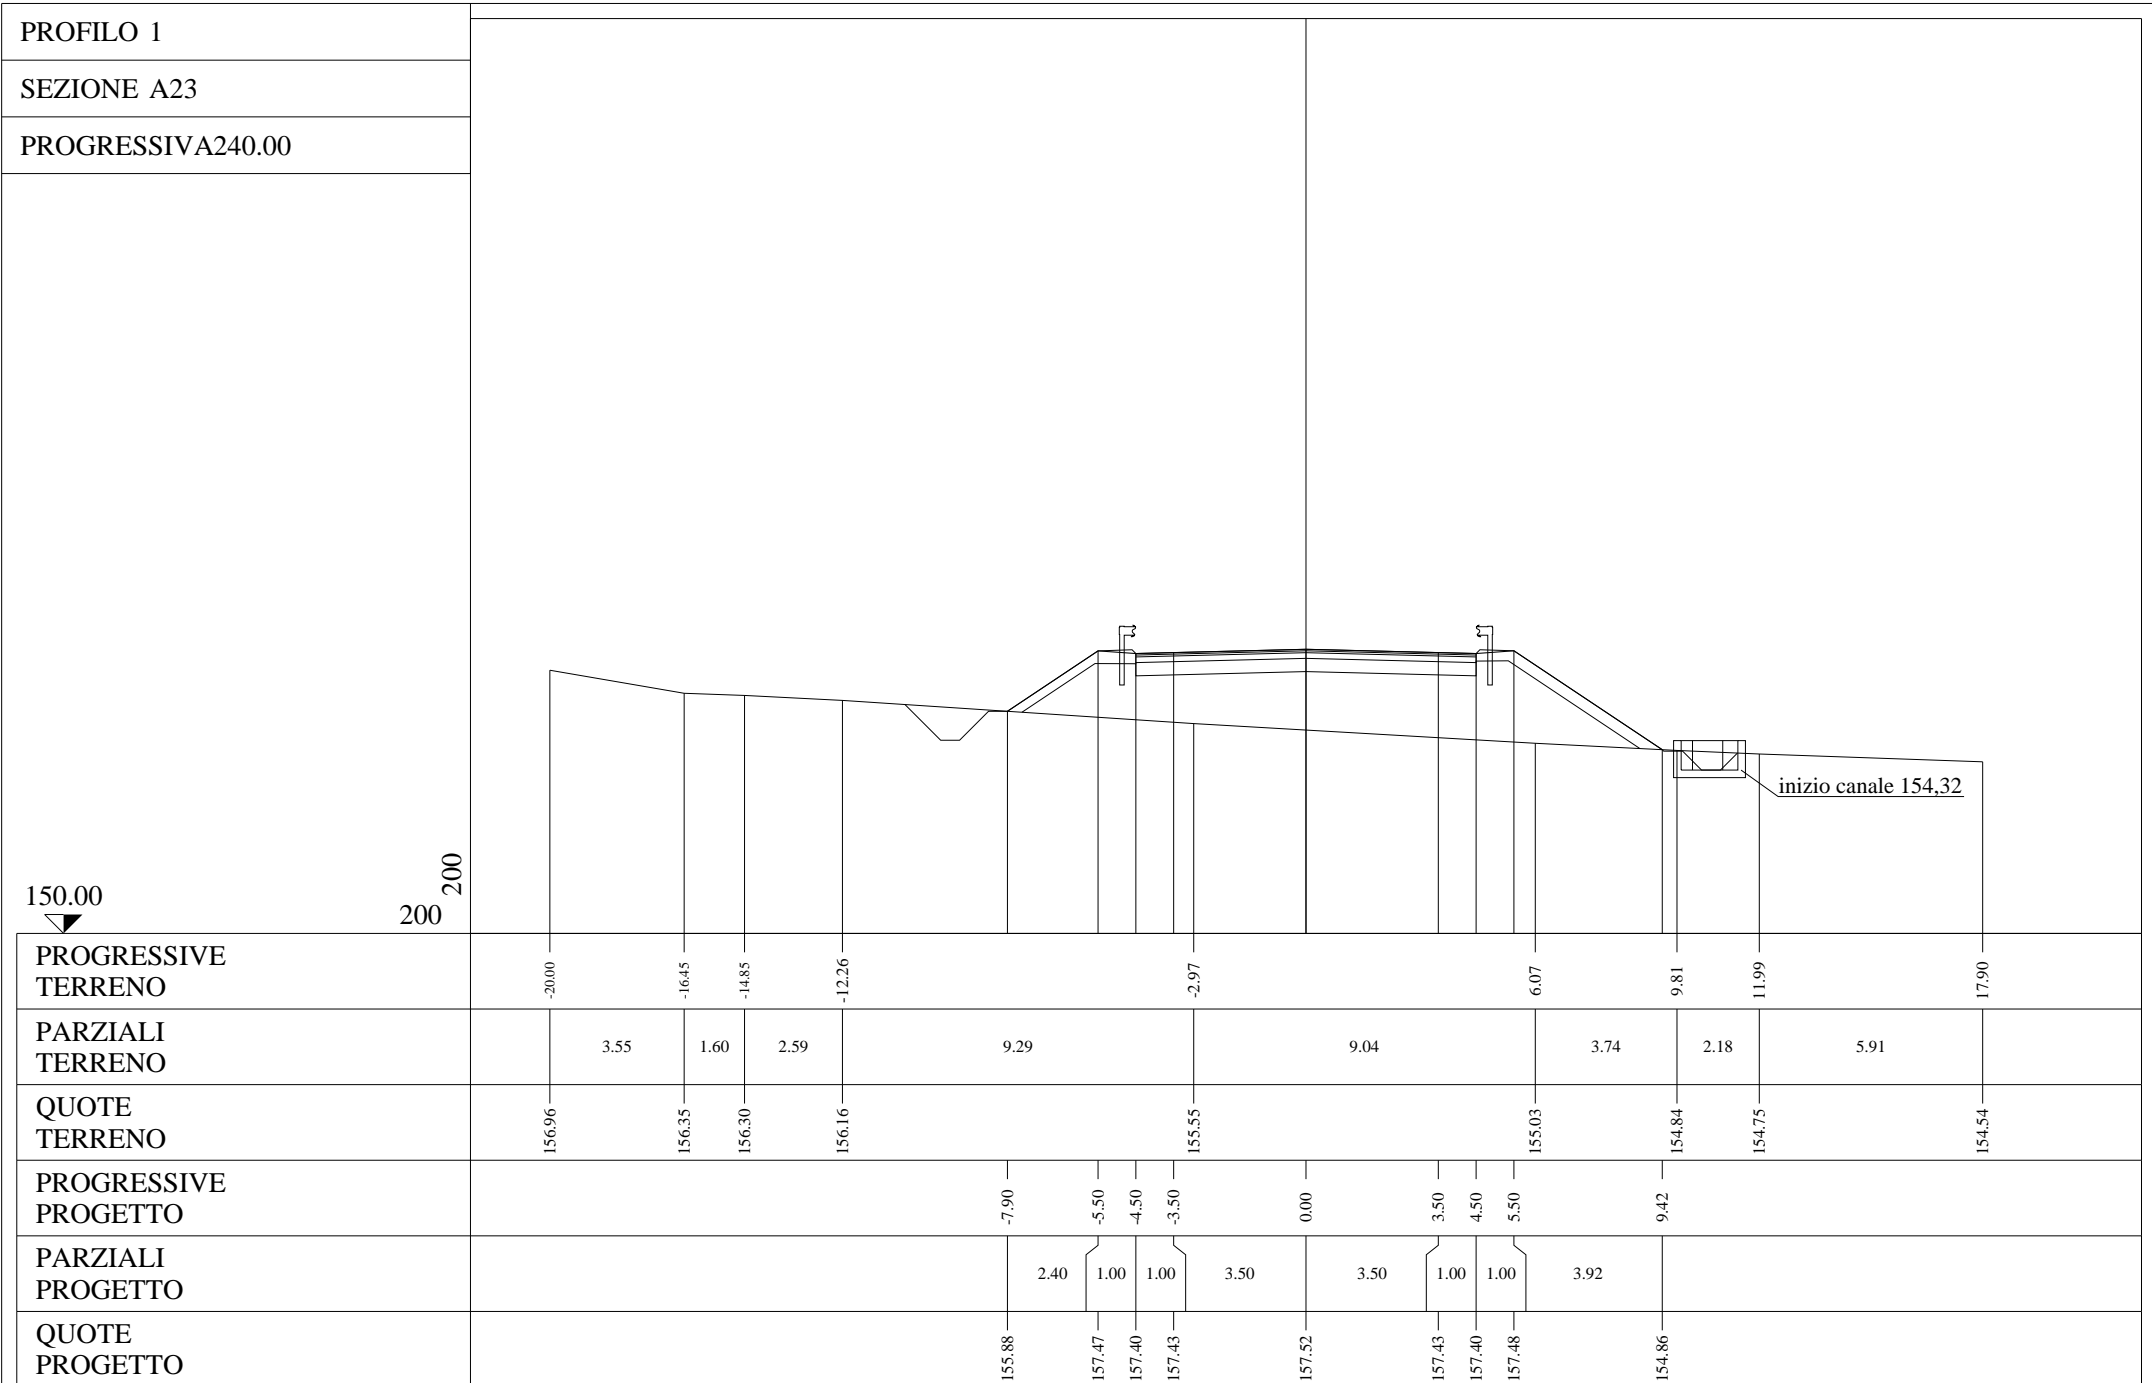 PROFILO 1
SEZIONE A23
PROGRESSIVA240.00
inizio canale 154,32
200
150.00
200
PROGRESSIVE
TERRENO
-20.00 -16.45 -14.85 -12.26 -2.97 6.07 9.81 11.99 17.90
PARZIALI
TERRENO
3.55 1.60 2.59 9.29 9.04 3.74 2.18 5.91
QUOTE
TERRENO
156.96 156.35 156.30 156.16 155.55 155.03 154.84 154.75 154.54
PROGRESSIVE
PROGETTO
-7.90 -5.50 -4.50 -3.50 0.00 3.50 4.50 5.50 9.42
PARZIALI
PROGETTO
2.40 1.00 1.00 3.50 3.50 1.00 1.00 3.92
QUOTE
PROGETTO
155.88 157.47 157.40 157.43 157.52 157.43 157.40 157.48 154.86